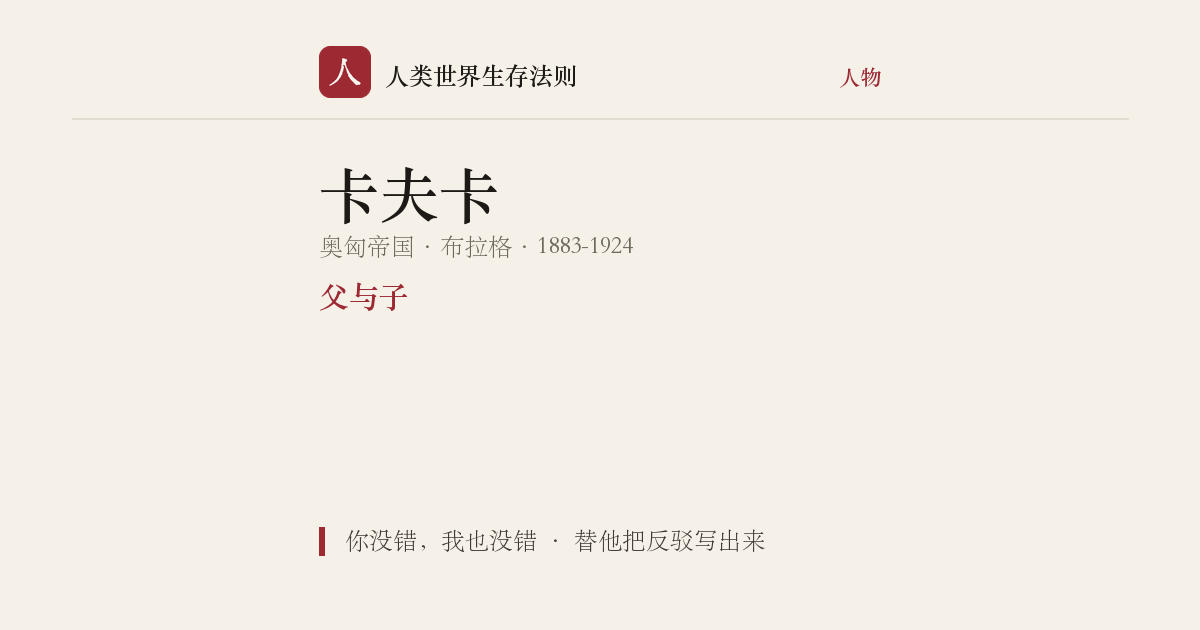 人 人类世界生存法则 人物
卡夫卡
奥匈帝国 · 布拉格 · 1883-1924
父与子
你没错，我也没错 · 替他把反驳写出来